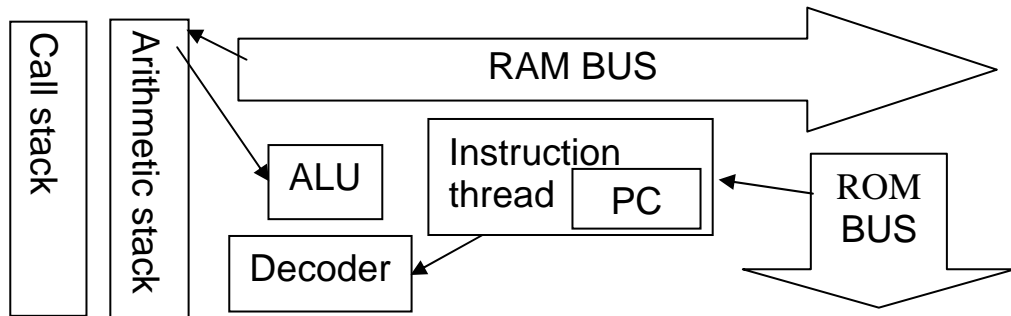 Call stack
Arithmetic stack
RAM BUS
ALU
Instruction
thread
PC
Decoder
ROM
BUS